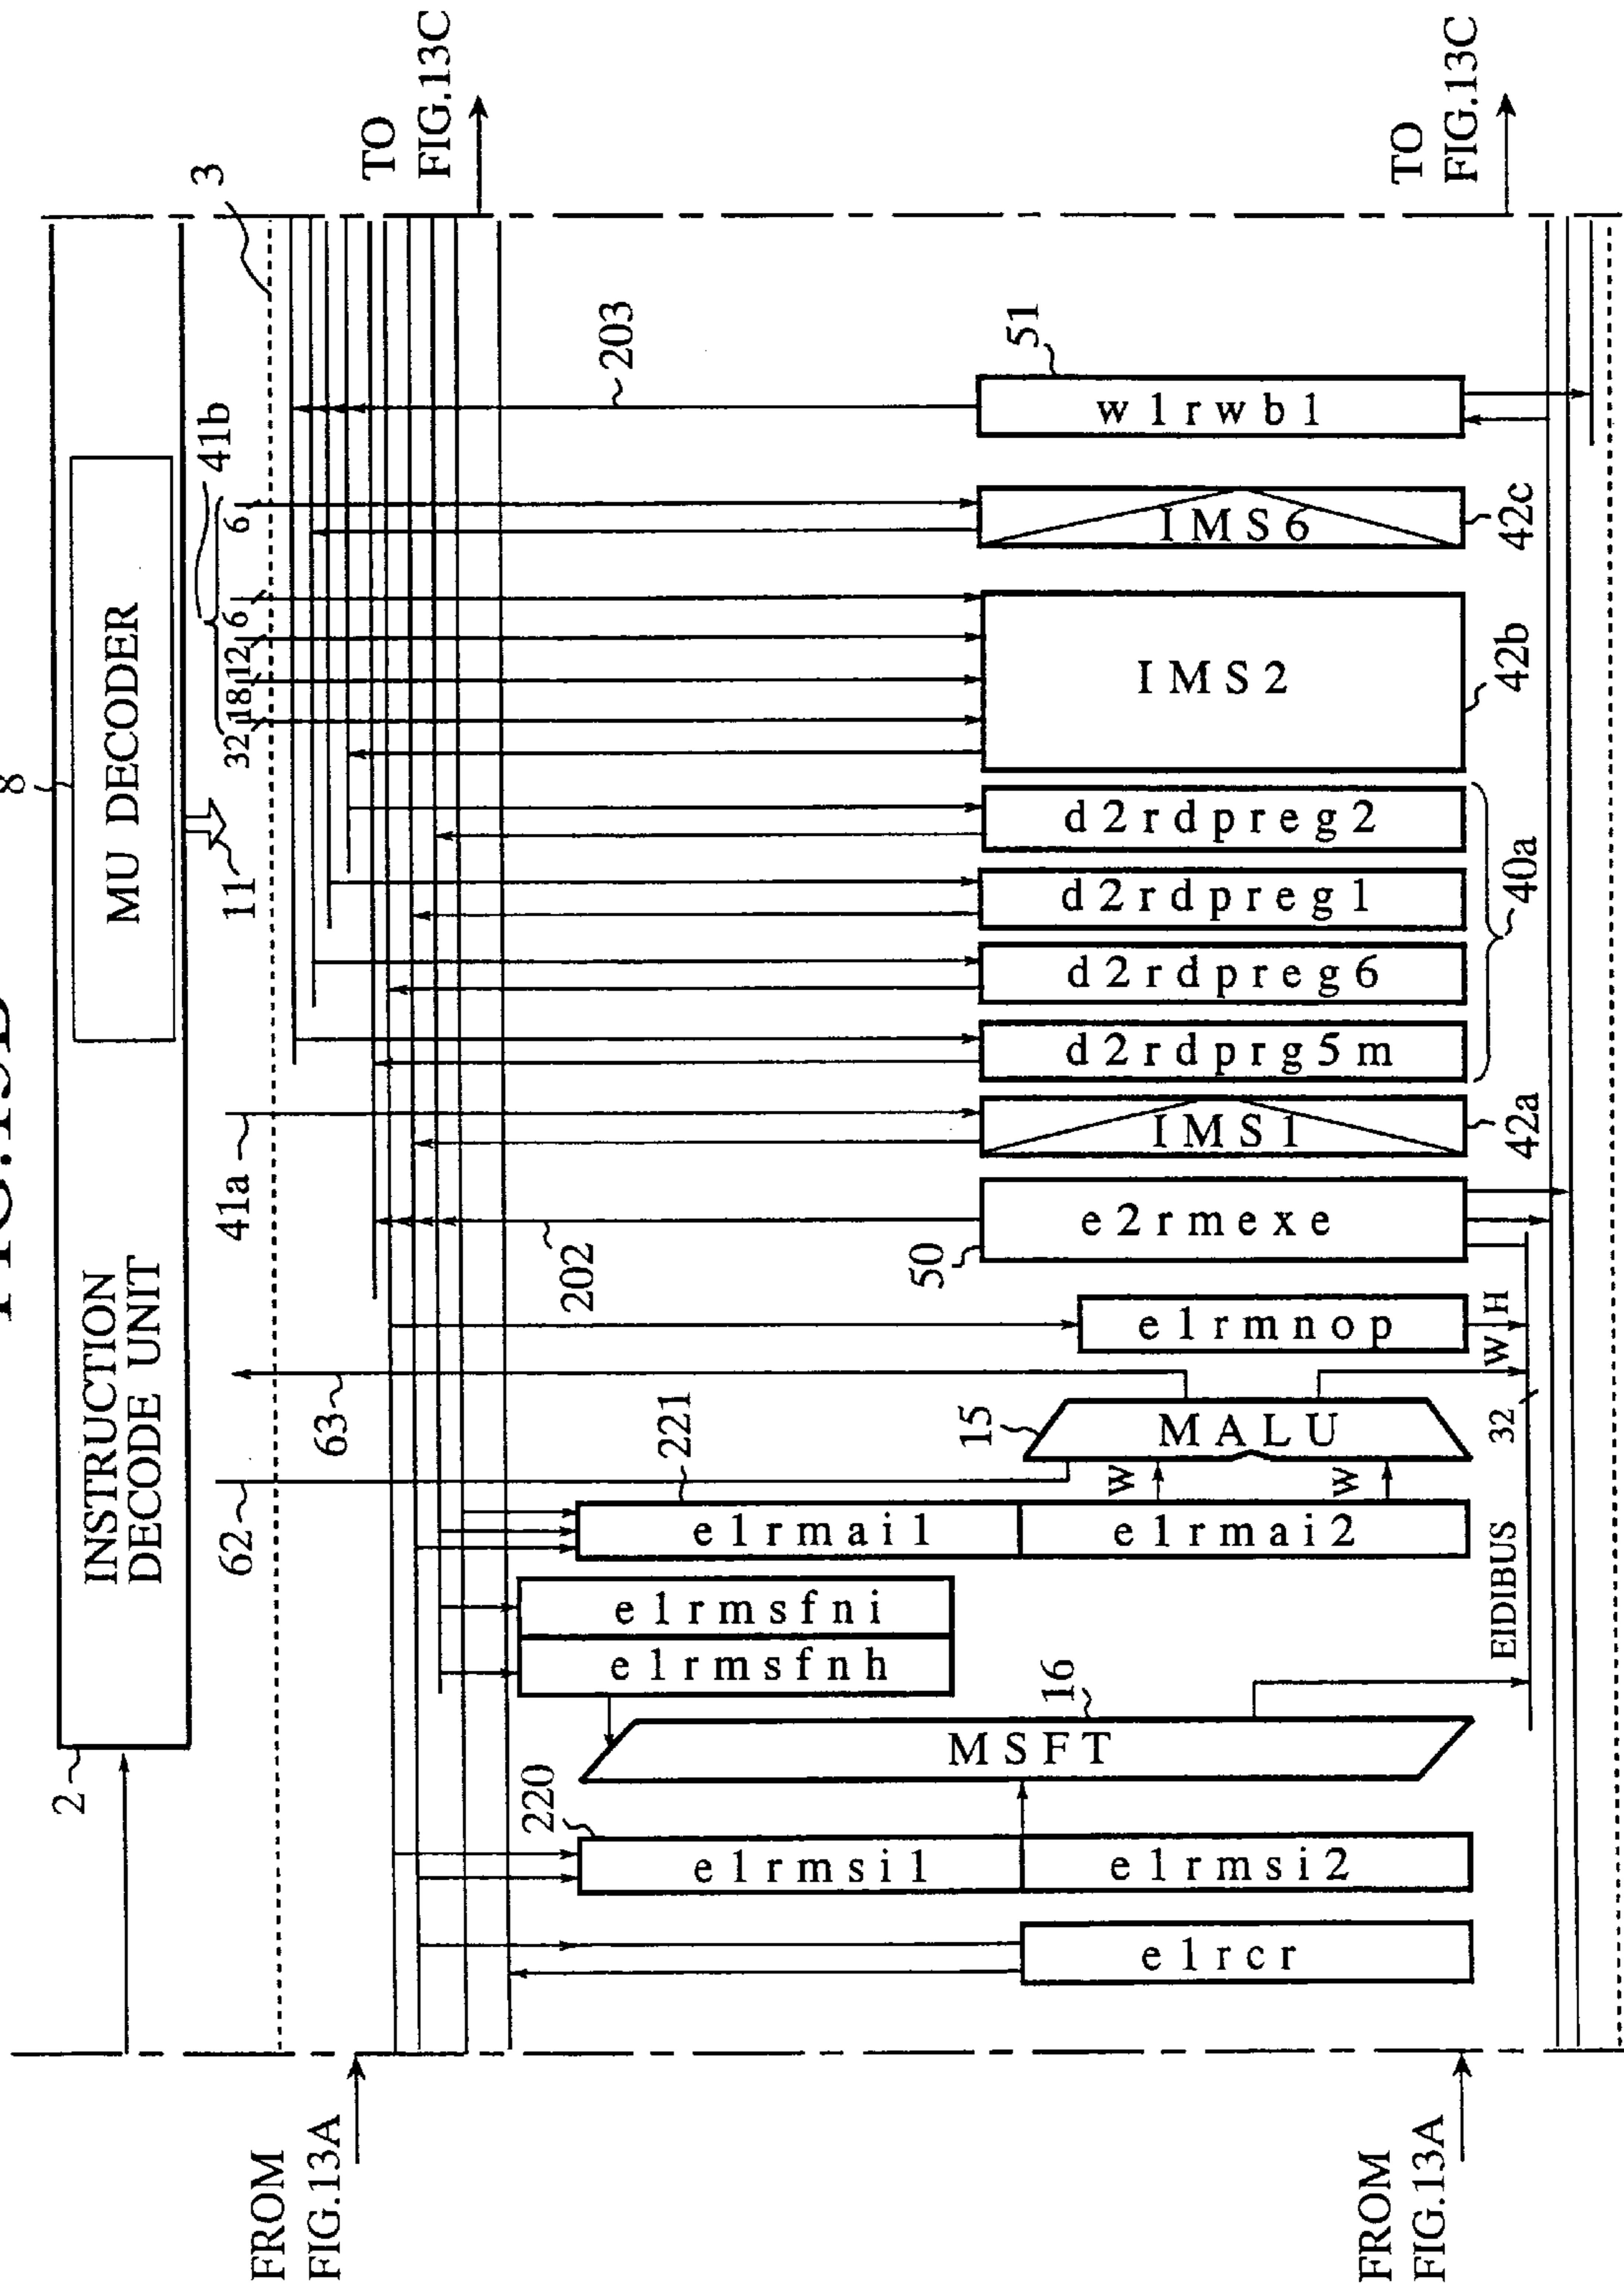 FIG.13B
INSTRUCTION
DECODE UNIT
MU DECODER
8
2
3
11
41a
41b
32
18
12
6
6
62
63
TO
FIG.13C
FROM
FIG.13A
202
203
e1rcr
220
e1rmsi1
e1rmsi2
16
MSFT
e1rmsfnh
e1rmsfni
221
e1rmai1
e1rmai2
15
MALU
W
W
W
H
32
EIDIBUS
e1rmnop
50
e2rmexe
IMS1
42a
d2rdprg5m
d2rdpreg6
d2rdpreg1
d2rdpreg2
40a
IMS2
42b
IMS6
42c
51
w1rwb1
FROM
FIG.13A
TO
FIG.13C